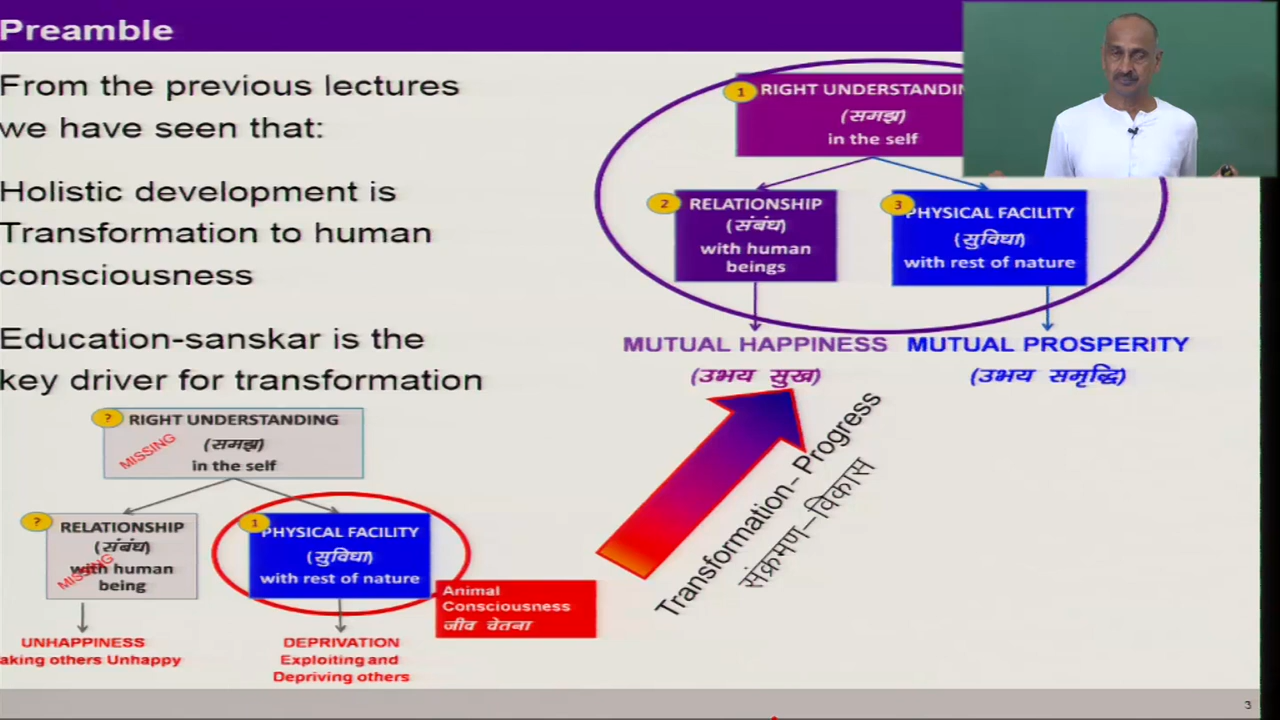 Preamble
From the previous lectures
we have seen that:
Holistic development is
Transformation to human
consciousness
Education-sanskar is the
key driver for transformation
1
RIGHT UNDERSTANDIN
(समझ)
in the self
2
RELATIONSHIP
(संबंध)
with human
beings
3
PHYSICAL FACILITY
(सुविधा)
with rest of nature
MUTUAL HAPPINESS
(उभय सुख)
MUTUAL PROSPERITY
(उभय समृद्धि)
Transformation– Progress
संक्रमण–विकास
?
RIGHT UNDERSTANDING
(समझ)
in the self
MISSING
?
RELATIONSHIP
(संबंध)
with human
being
MISSING
1
PHYSICAL FACILITY
(सुविधा)
with rest of nature
Animal
Consciousness
जीव चेतना
UNHAPPINESS
aking others Unhappy
DEPRIVATION
Exploiting and
Depriving others
3